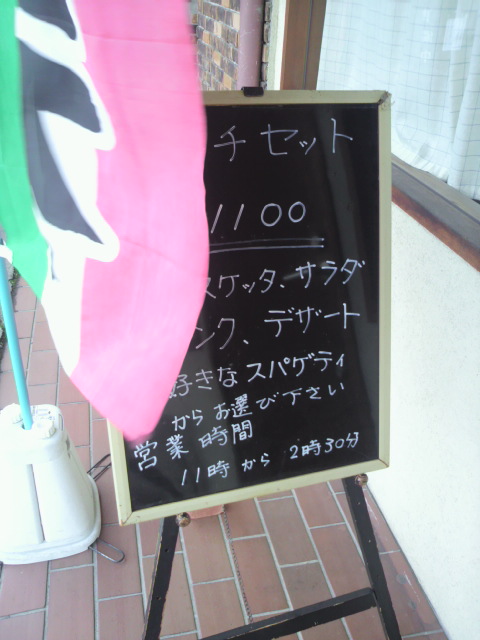 チセット
1100
スケッタ、サラダ
ンク、デザート
好きなスパゲティ
からお選び下さい
営業時間
11時から 2時30分